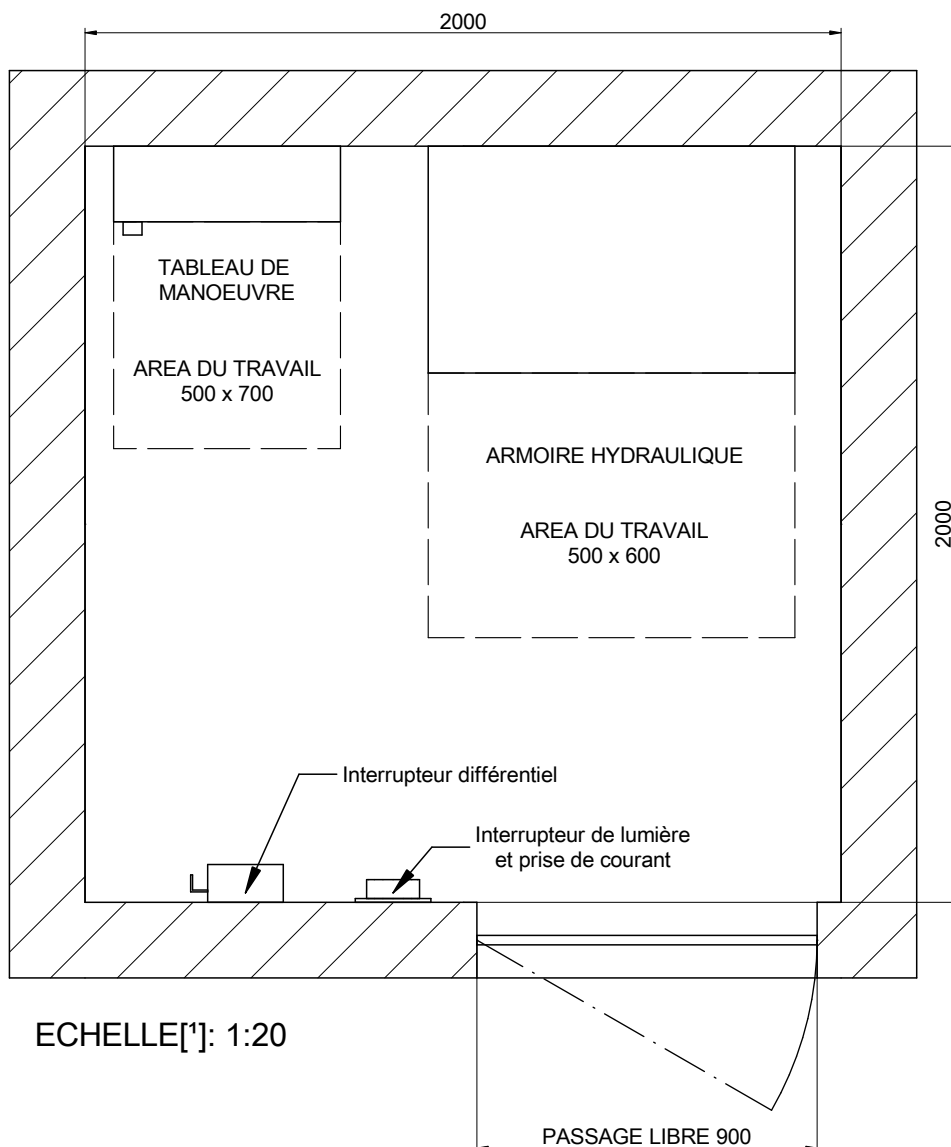 2000
TABLEAU DE
MANOEUVRE
AREA DU TRAVAIL
500 x 700
ARMOIRE HYDRAULIQUE
AREA DU TRAVAIL
500 x 600
2000
Interrupteur différentiel
Interrupteur de lumière
et prise de courant
ECHELLE[¹]: 1:20
PASSAGE LIBRE 900